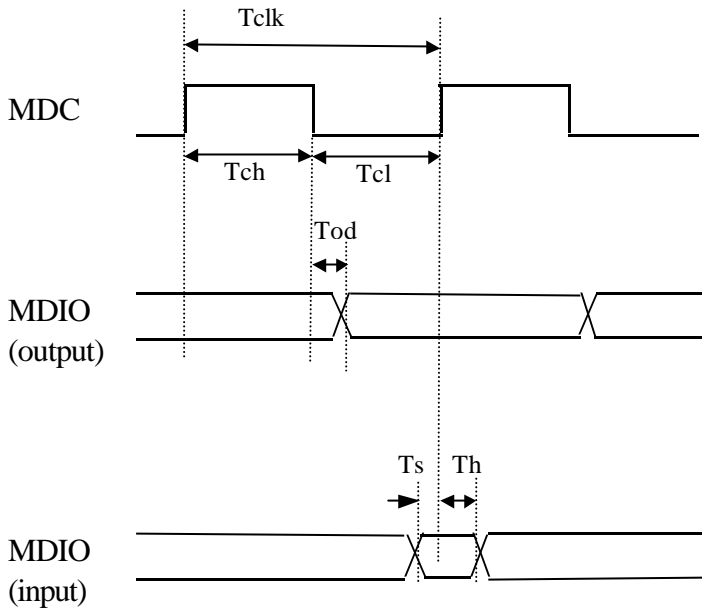 Tclk
MDC
Tch
Tcl
Tod
MDIO
(output)
Ts
Th
MDIO
(input)